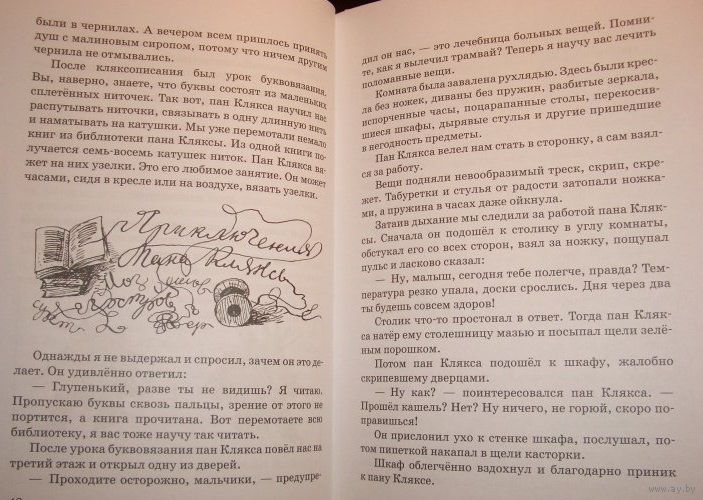 были в чернилах. А вечером всем пришлось принять
душ с малиновым сиропом, потому что ничем другим
чернила не отмывались.
После кляксописания был урок буквовязания.
Вы, наверно, знаете, что буквы состоят из маленьких
сплетённых ниточек. Так вот, пан Клякса научил нас
распутывать ниточки, связывать в одну длинную нить
и наматывать на катушки. Мы уже перемотали немало
книг из библиотеки пана Кляксы. Из одной книги по-
лучается семь-восемь катушек ниток. Пан Клякса вя-
жет на них узелки. Это его любимое занятие. Он может
часами, сидя в кресле или на воздухе, вязать узелки.
Приключения
Пана Кляксы
остров
Однажды я не выдержал и спросил, зачем он это де-
лает. Он удивлённо ответил:
— Глупенький, разве ты не видишь? Я читаю.
Пропускаю буквы сквозь пальцы, зрение от этого не
портится, а книга прочитана. Вот перемотаете всю
библиотеку, я вас тоже научу так читать.
После урока буквовязания пан Клякса повёл нас на
третий этаж и открыл одну из дверей.
— Проходите осторожно, мальчики, — предупре-
дил он нас, — это лечебница больных вещей. Помни-
те, как я вылечил трамвай? Теперь я научу вас лечить
поломанные вещи.
Комната была завалена рухлядью. Здесь были крес-
ла без ножек, диваны без пружин, разбитые зеркала,
испорченные часы, поцарапанные столы, перекосив-
шиеся шкафы, дырявые стулья и другие пришедшие
в негодность предметы.
Пан Клякса велел нам стать в сторонку, а сам взял-
ся за работу.
Вещи подняли невообразимый треск, скрип, скре-
жет. Табуретки и стулья от радости затопали ножка-
ми, а пружина в часах даже ойкнула.
Затаив дыхание мы следили за работой пана Кляк-
сы. Сначала он подошёл к столику в углу комнаты,
обстукал его со всех сторон, взял за ножку, пощупал
пульс и ласково сказал:
— Ну, малыш, сегодня тебе полегче, правда? Тем-
пература резко упала, доски срослись. Дня через два
ты будешь совсем здоров!
Столик что-то простонал в ответ. Тогда пан Кляк-
са натёр ему столешницу мазью и посыпал щели зелё-
ным порошком.
Потом пан Клякса подошёл к шкафу, жалобно
скрипевшему дверцами.
— Ну как? — поинтересовался пан Клякса. —
Прошёл кашель? Нет? Ну ничего, не горюй, скоро по-
правишься!
Он прислонил ухо к стенке шкафа, послушал, по-
том пипеткой накапал в щели касторки.
Шкаф облегчённо вздохнул и благодарно приник
к пану Кляксе.
www.ay.by